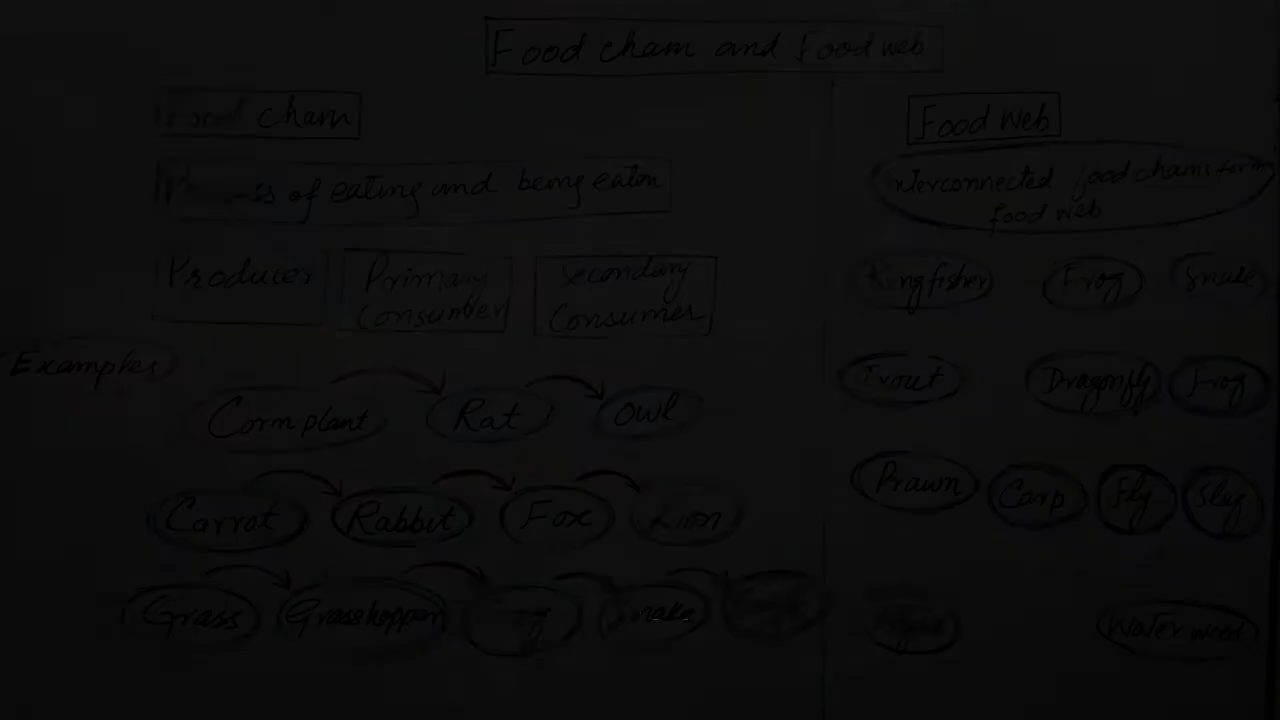 Food chain and Food web
Food chain
Process of eating and being eaten
Producer
Primary
Consumer
Secondary
Consumer
Examples
Corn plant
Rat
Owl
Carrot
Rabbit
Fox
Lion
Grass
Grasshopper
Snake
Food Web
Interconnected food chains form
food web
Kingfisher
Frog
Snake
Trout
Dragonfly
Frog
Prawn
Carp
Fly
Slug
Water weed